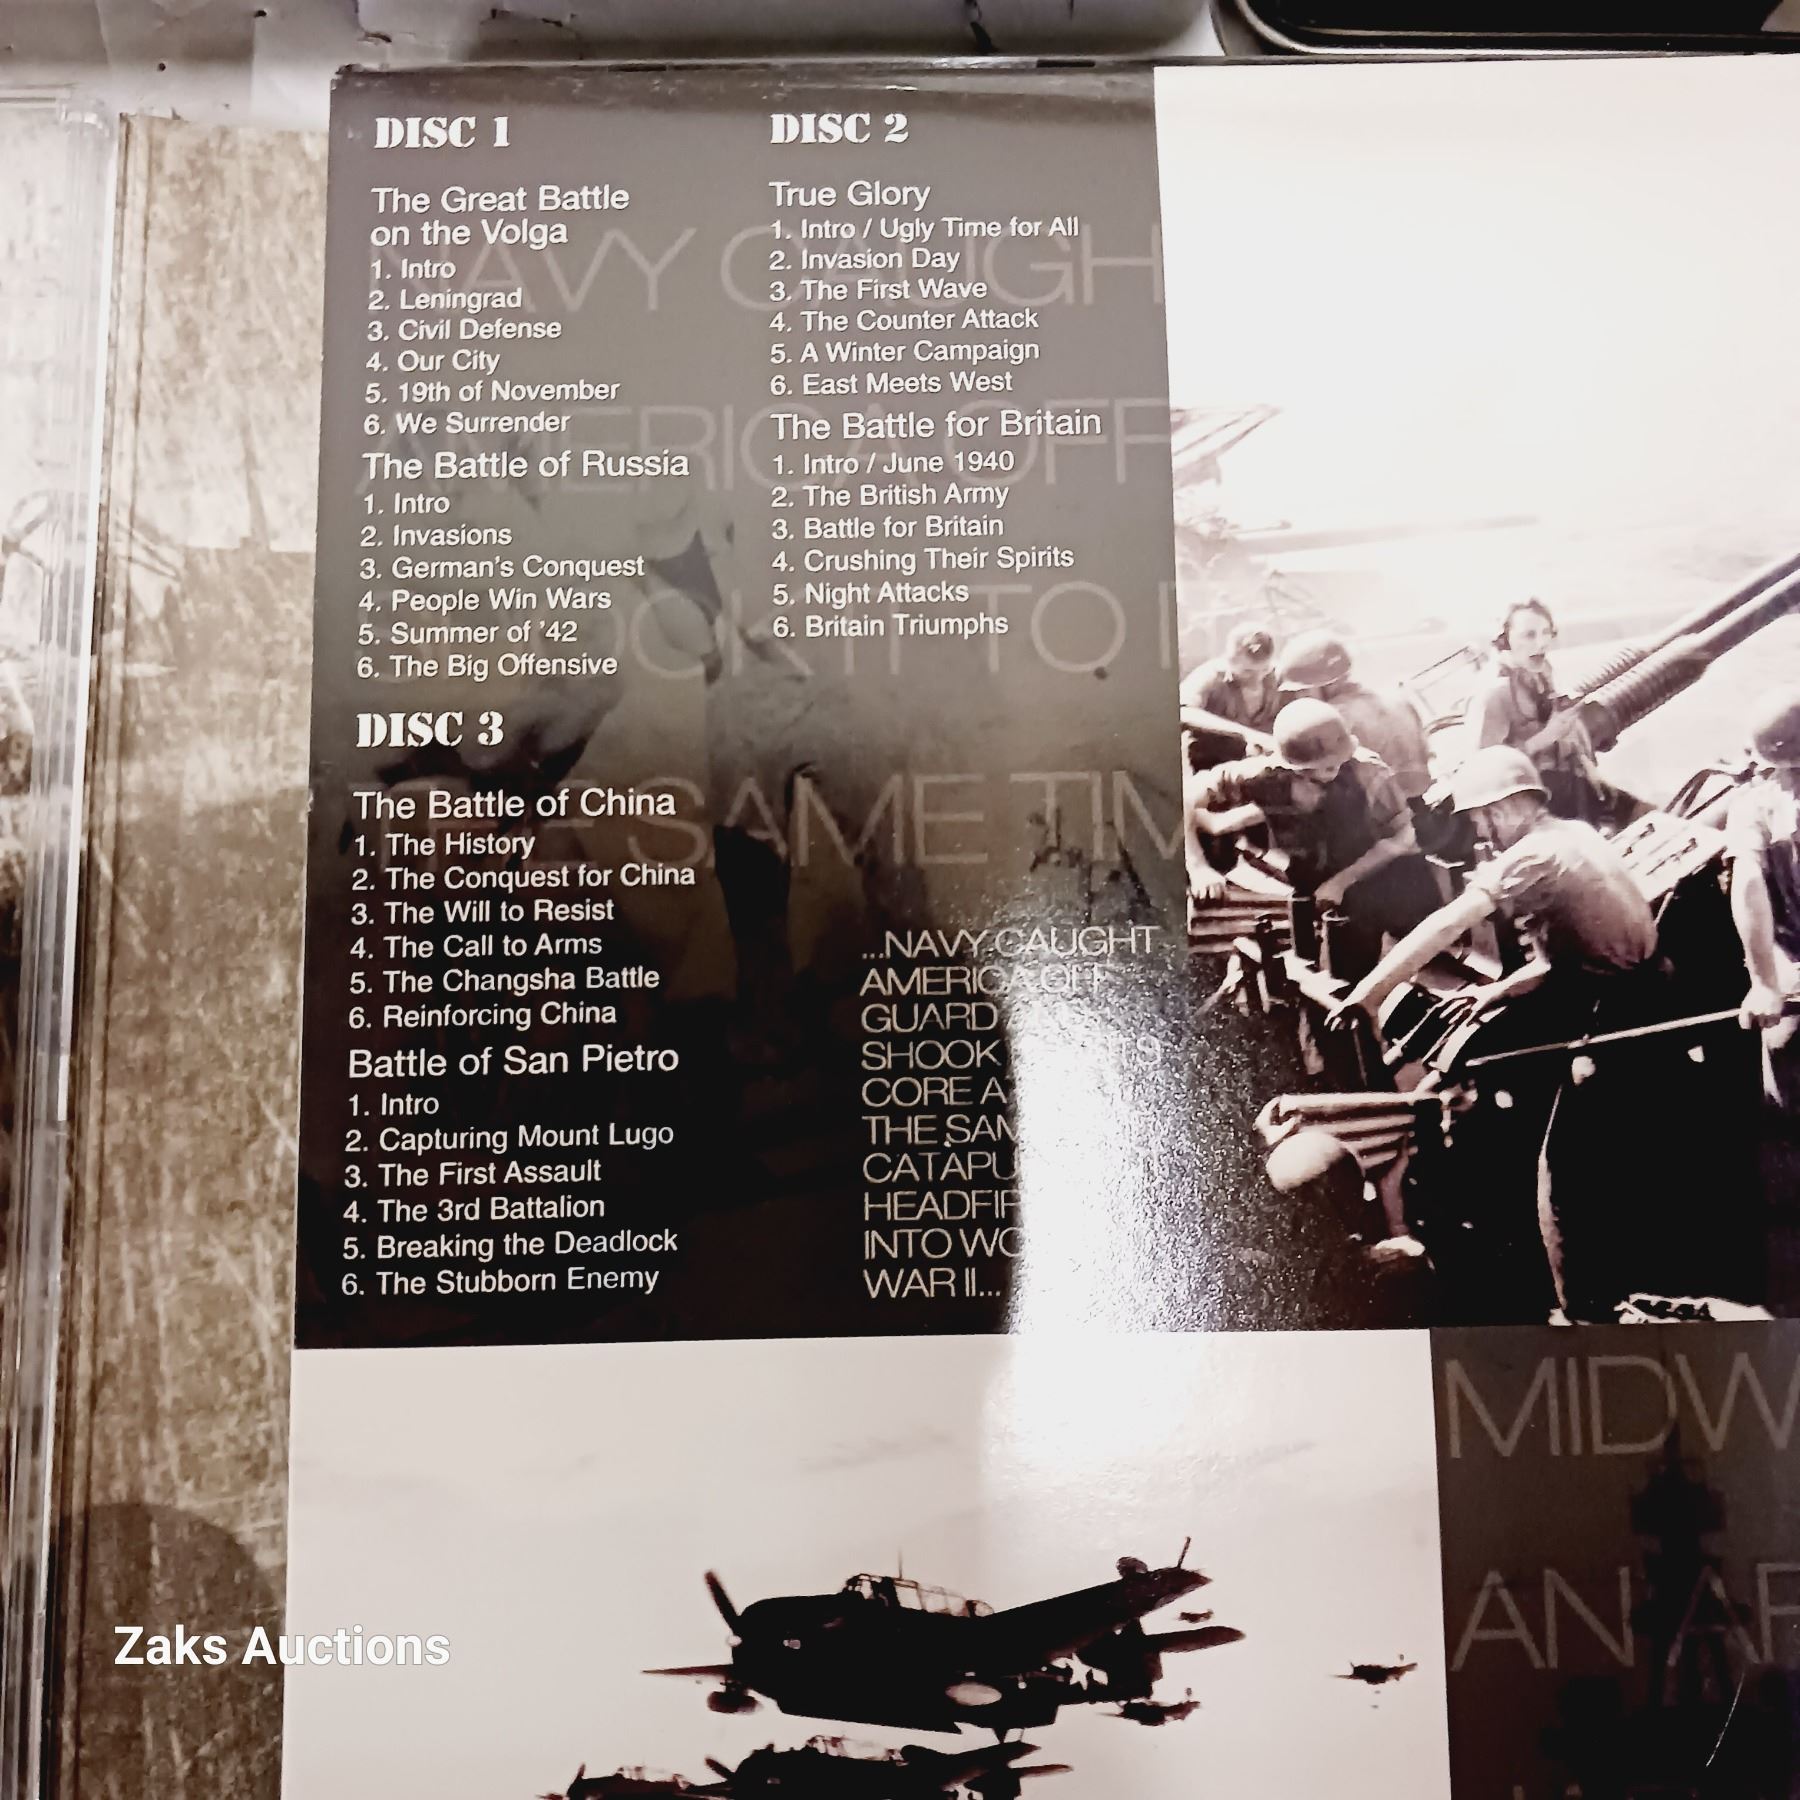 DISC 1
The Great Battle
on the Volga
1. Intro
2. Leningrad
3. Civil Defense
4. Our City
5. 19th of November
6. We Surrender
The Battle of Russia
1. Intro
2. Invasions
3. German's Conquest
4. People Win Wars
5. Summer of '42
6. The Big Offensive
DISC 2
True Glory
1. Intro / Ugly Time for All
2. Invasion Day
3. The First Wave
4. The Counter Attack
5. A Winter Campaign
6. East Meets West
The Battle for Britain
1. Intro / June 1940
2. The British Army
3. Battle for Britain
4. Crushing Their Spirits
5. Night Attacks
6. Britain Triumphs
DISC 3
The Battle of China
1. The History
2. The Conquest for China
3. The Will to Resist
4. The Call to Arms
5. The Changsha Battle
6. Reinforcing China
Battle of San Pietro
1. Intro
2. Capturing Mount Lugo
3. The First Assault
4. The 3rd Battalion
5. Breaking the Deadlock
6. The Stubborn Enemy
...NAVY CAUGHT
AMERICA OFF
GUARD
SHOOK
CORE
THE
INTO
WAR II...
NAVY
AMERICA OFF
TO
SAME
AN
Zaks Auctions